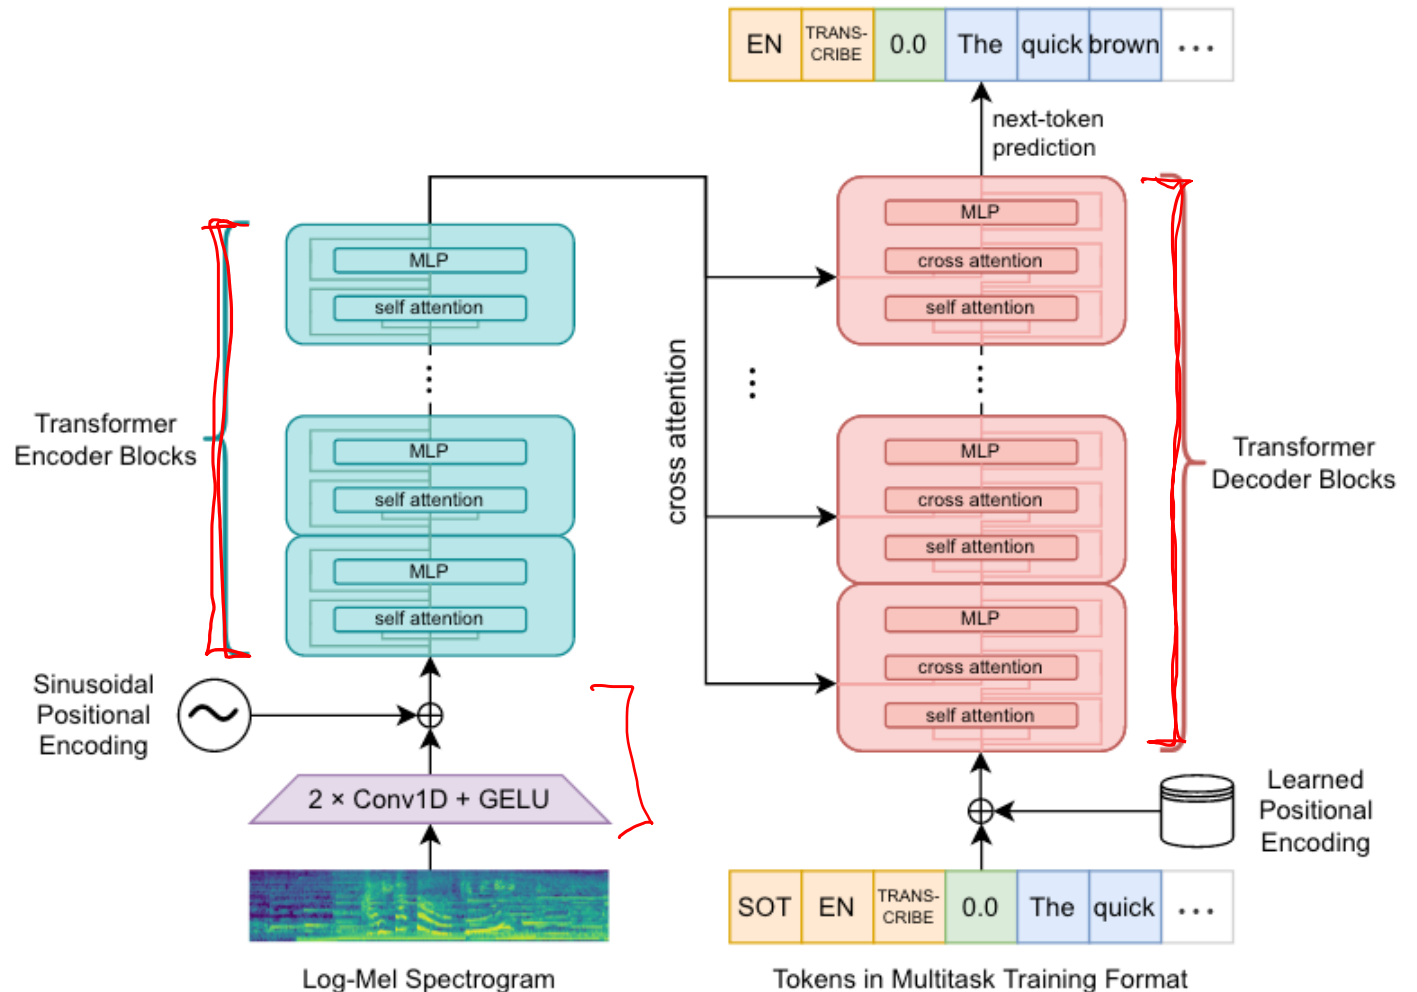 EN TRANS-CRIBE 0.0 The quick brown ...
next-token
prediction
MLP
cross attention
self attention
MLP
self attention
cross attention
MLP
cross attention
self attention
MLP
cross attention
self attention
MLP
self attention
MLP
self attention
Transformer
Encoder Blocks
Transformer
Decoder Blocks
Sinusoidal
Positional
Encoding
2 × Conv1D + GELU
Learned
Positional
Encoding
SOT EN TRANS-CRIBE 0.0 The quick ...
Log-Mel Spectrogram
Tokens in Multitask Training Format